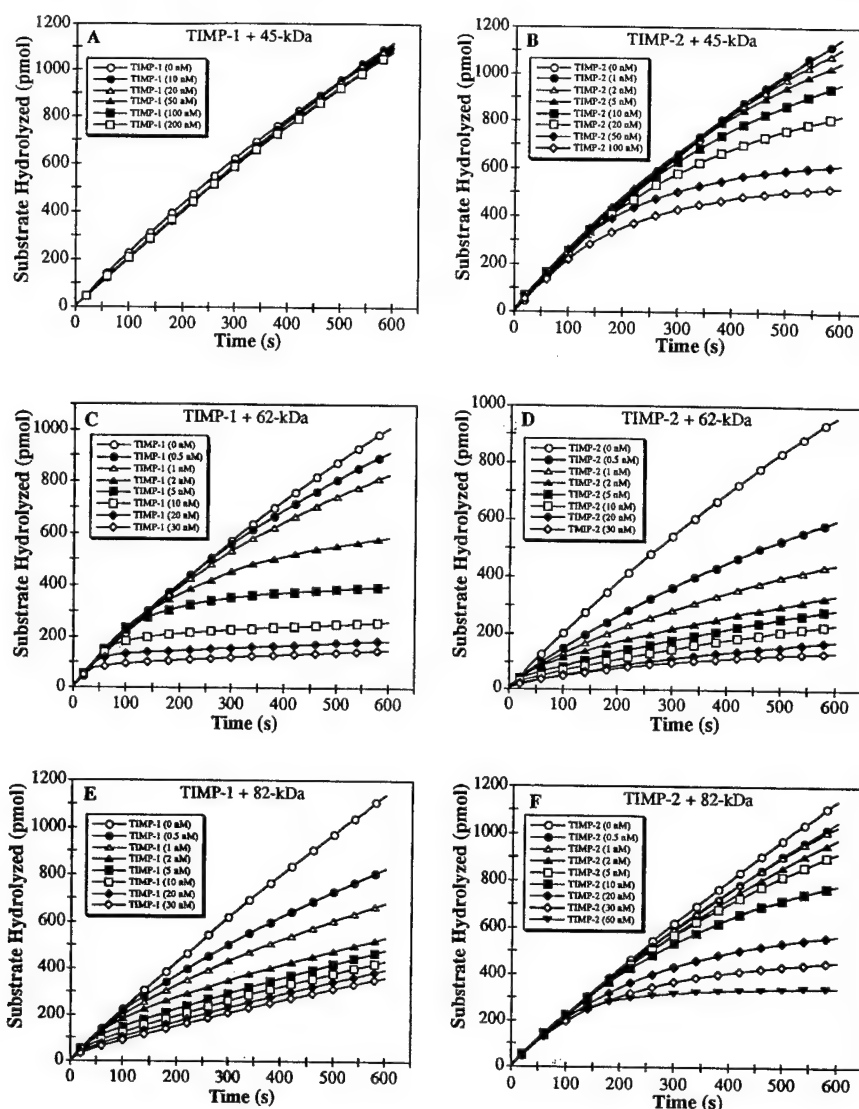 A TIMP-1 + 45-kDa
Substrate Hydrolyzed (pmol)
1200
1000
800
600
400
200
0
TIMP-1 (0 nM)
TIMP-1 (10 nM)
TIMP-1 (20 nM)
TIMP-1 (50 nM)
TIMP-1 (100 nM)
TIMP-1 (200 nM)
0 100 200 300 400 500 600
Time (s)
B TIMP-2 + 45-kDa
Substrate Hydrolyzed (pmol)
1200
1000
800
600
400
200
0
TIMP-2 (0 nM)
TIMP-2 (1 nM)
TIMP-2 (2 nM)
TIMP-2 (5 nM)
TIMP-2 (10 nM)
TIMP-2 (20 nM)
TIMP-2 (50 nM)
TIMP-2 100 nM)
0 100 200 300 400 500 600
Time (s)
C TIMP-1 + 62-kDa
Substrate Hydrolyzed (pmol)
1000
800
600
400
200
0
TIMP-1 (0 nM)
TIMP-1 (0.5 nM)
TIMP-1 (1 nM)
TIMP-1 (2 nM)
TIMP-1 (5 nM)
TIMP-1 (10 nM)
TIMP-1 (20 nM)
TIMP-1 (30 nM)
0 100 200 300 400 500 600
Time (s)
D TIMP-2 + 62-kDa
Substrate Hydrolyzed (pmol)
1000
800
600
400
200
0
TIMP-2 (0 nM)
TIMP-2 (0.5 nM)
TIMP-2 (1 nM)
TIMP-2 (2 nM)
TIMP-2 (5 nM)
TIMP-2 (10 nM)
TIMP-2 (20 nM)
TMIP-2 (30 nM)
0 100 200 300 400 500 600
Time (s)
E TIMP-1 + 82-kDa
Substrate Hydrolyzed (pmol)
1200
1000
800
600
400
200
0
TIMP-1 (0 nM)
TIMP-1 (0.5 nM)
TIMP-1 (1 nM)
TIMP-1 (2 nM)
TIMP-1 (5 nM)
TIMP-1 (10 nM)
TIMP-1 (20 nM)
TIMP-1 (30 nM)
0 100 200 300 400 500 600
Time (s)
F TIMP-2 + 82-kDa
Substrate Hydrolyzed (pmol)
1200
1000
800
600
400
200
0
TIMP-2 (0 nM)
TIMP-2 (0.5 nM)
TIMP-2 (1 nM)
TIMP-2 (2 nM)
TIMP-2 (5 nM)
TIMP-2 (10 nM)
TIMP-2 (20 nM)
TIMP-2 (30 nM)
TIMP-2 (60 nM)
0 100 200 300 400 500 600
Time (s)